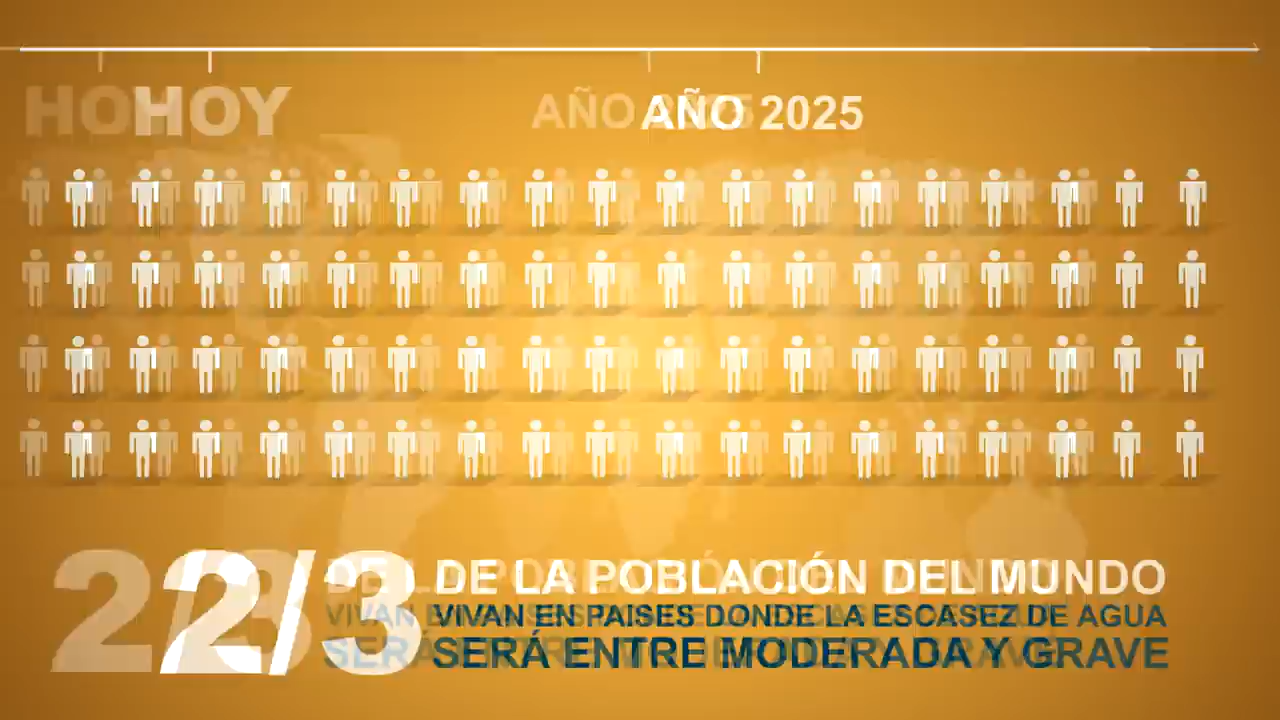 HOY
AÑO 2025
2/3
DE LA POBLACIÓN DEL MUNDO
VIVAN EN PAISES DONDE LA ESCASEZ DE AGUA
SERÁ ENTRE MODERADA Y GRAVE